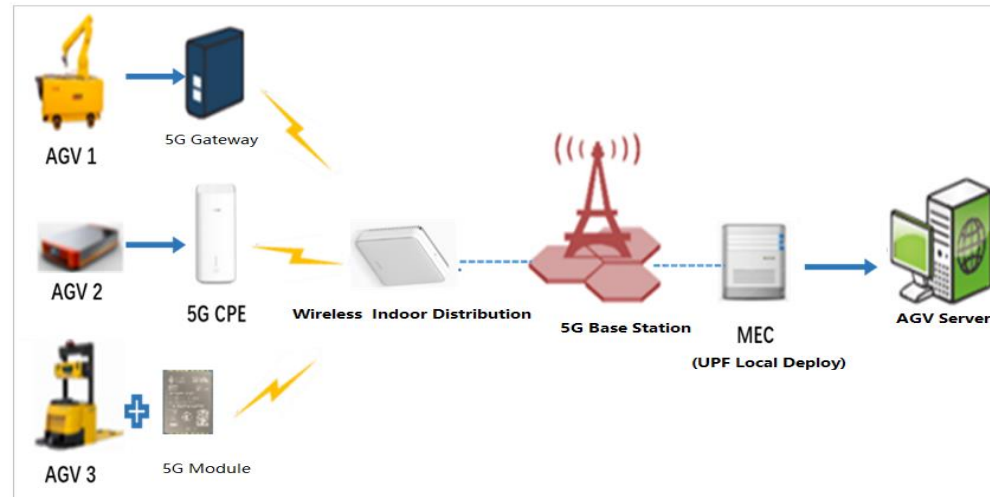 AGV 1
5G Gateway
AGV 2
5G CPE
Wireless Indoor Distribution
5G Base Station
MEC
(UPF Local Deploy)
AGV Server
AGV 3
5G Module